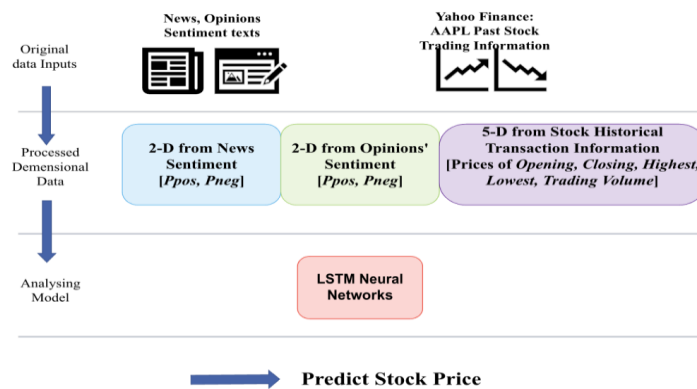 News, Opinions
Sentiment texts
Yahoo Finance:
AAPL Past Stock
Trading Information
Original
data Inputs
Processed
Demensional
Data
2-D from News
Sentiment
[Ppos, Pneg]
2-D from Opinions'
Sentiment
[Ppos, Pneg]
5-D from Stock Historical
Transaction Information
[Prices of Opening, Closing, Highest,
Lowest, Trading Volume]
Analysing
Model
LSTM Neural
Networks
Predict Stock Price